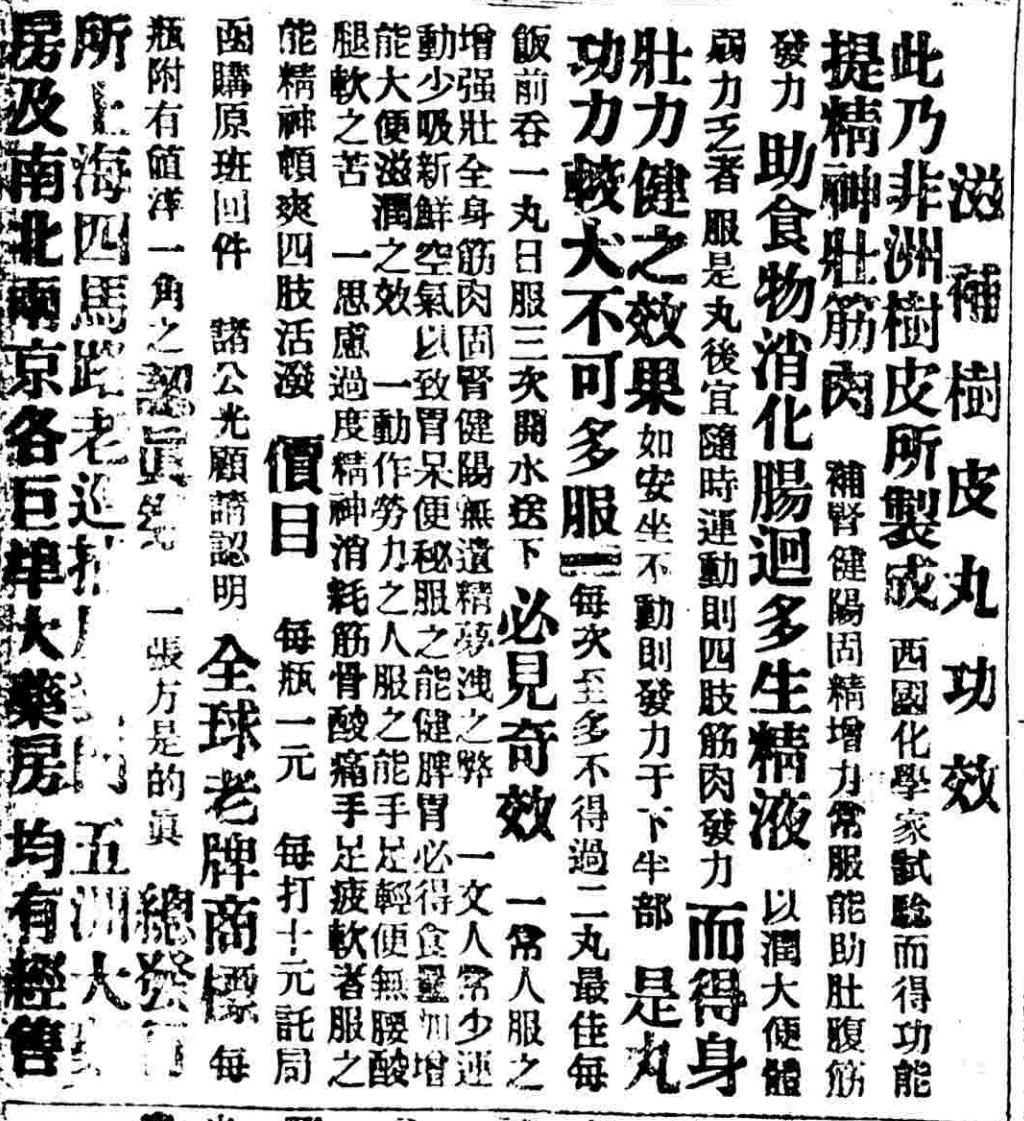 滋補樹皮丸功效
此乃非洲樹皮所製成 西國化學家試驗而得功能
提精神壯筋肉 補腎健陽固精增力常服能助肚腹筋
發力 助食物消化腸迴多生精液 以潤大便體
弱力乏者服是丸後宜隨時運動則四肢筋肉發力 而得身
壯力健之效果 如安坐不動則發力于下半部 是丸
功力較大不可多服 每次至多不得過二丸最佳每
飯前吞一丸日服三次開水送下 必見奇效 一常人服之
增强壯全身筋肉固腎健陽無遺精夢洩之弊 一文人常少運
動少吸新鮮空氣以致胃呆便秘服之能健脾胃必得食量加增
能大便滋潤之效 一動作勞力之人服之能手足輕便無腰酸
腿軟之苦 一思慮過度精神消耗筋骨酸痛手足疲軟者服之
能精神頓爽四肢活潑 價目 每瓶一元 每打十元託局
函購原班回件 諸公光顧請認明 全球老牌商標 每
瓶附有值洋一角之認真 一張方是的眞 總發行
所上海四馬路老巡捕 五洲大
房及南北兩京各巨埠大藥房 均有經售